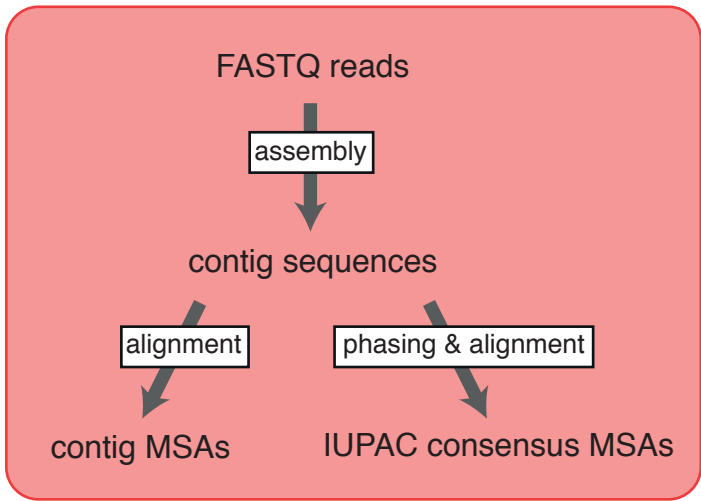 FASTQ reads
assembly
contig sequences
alignment
phasing & alignment
contig MSAs
IUPAC consensus MSAs